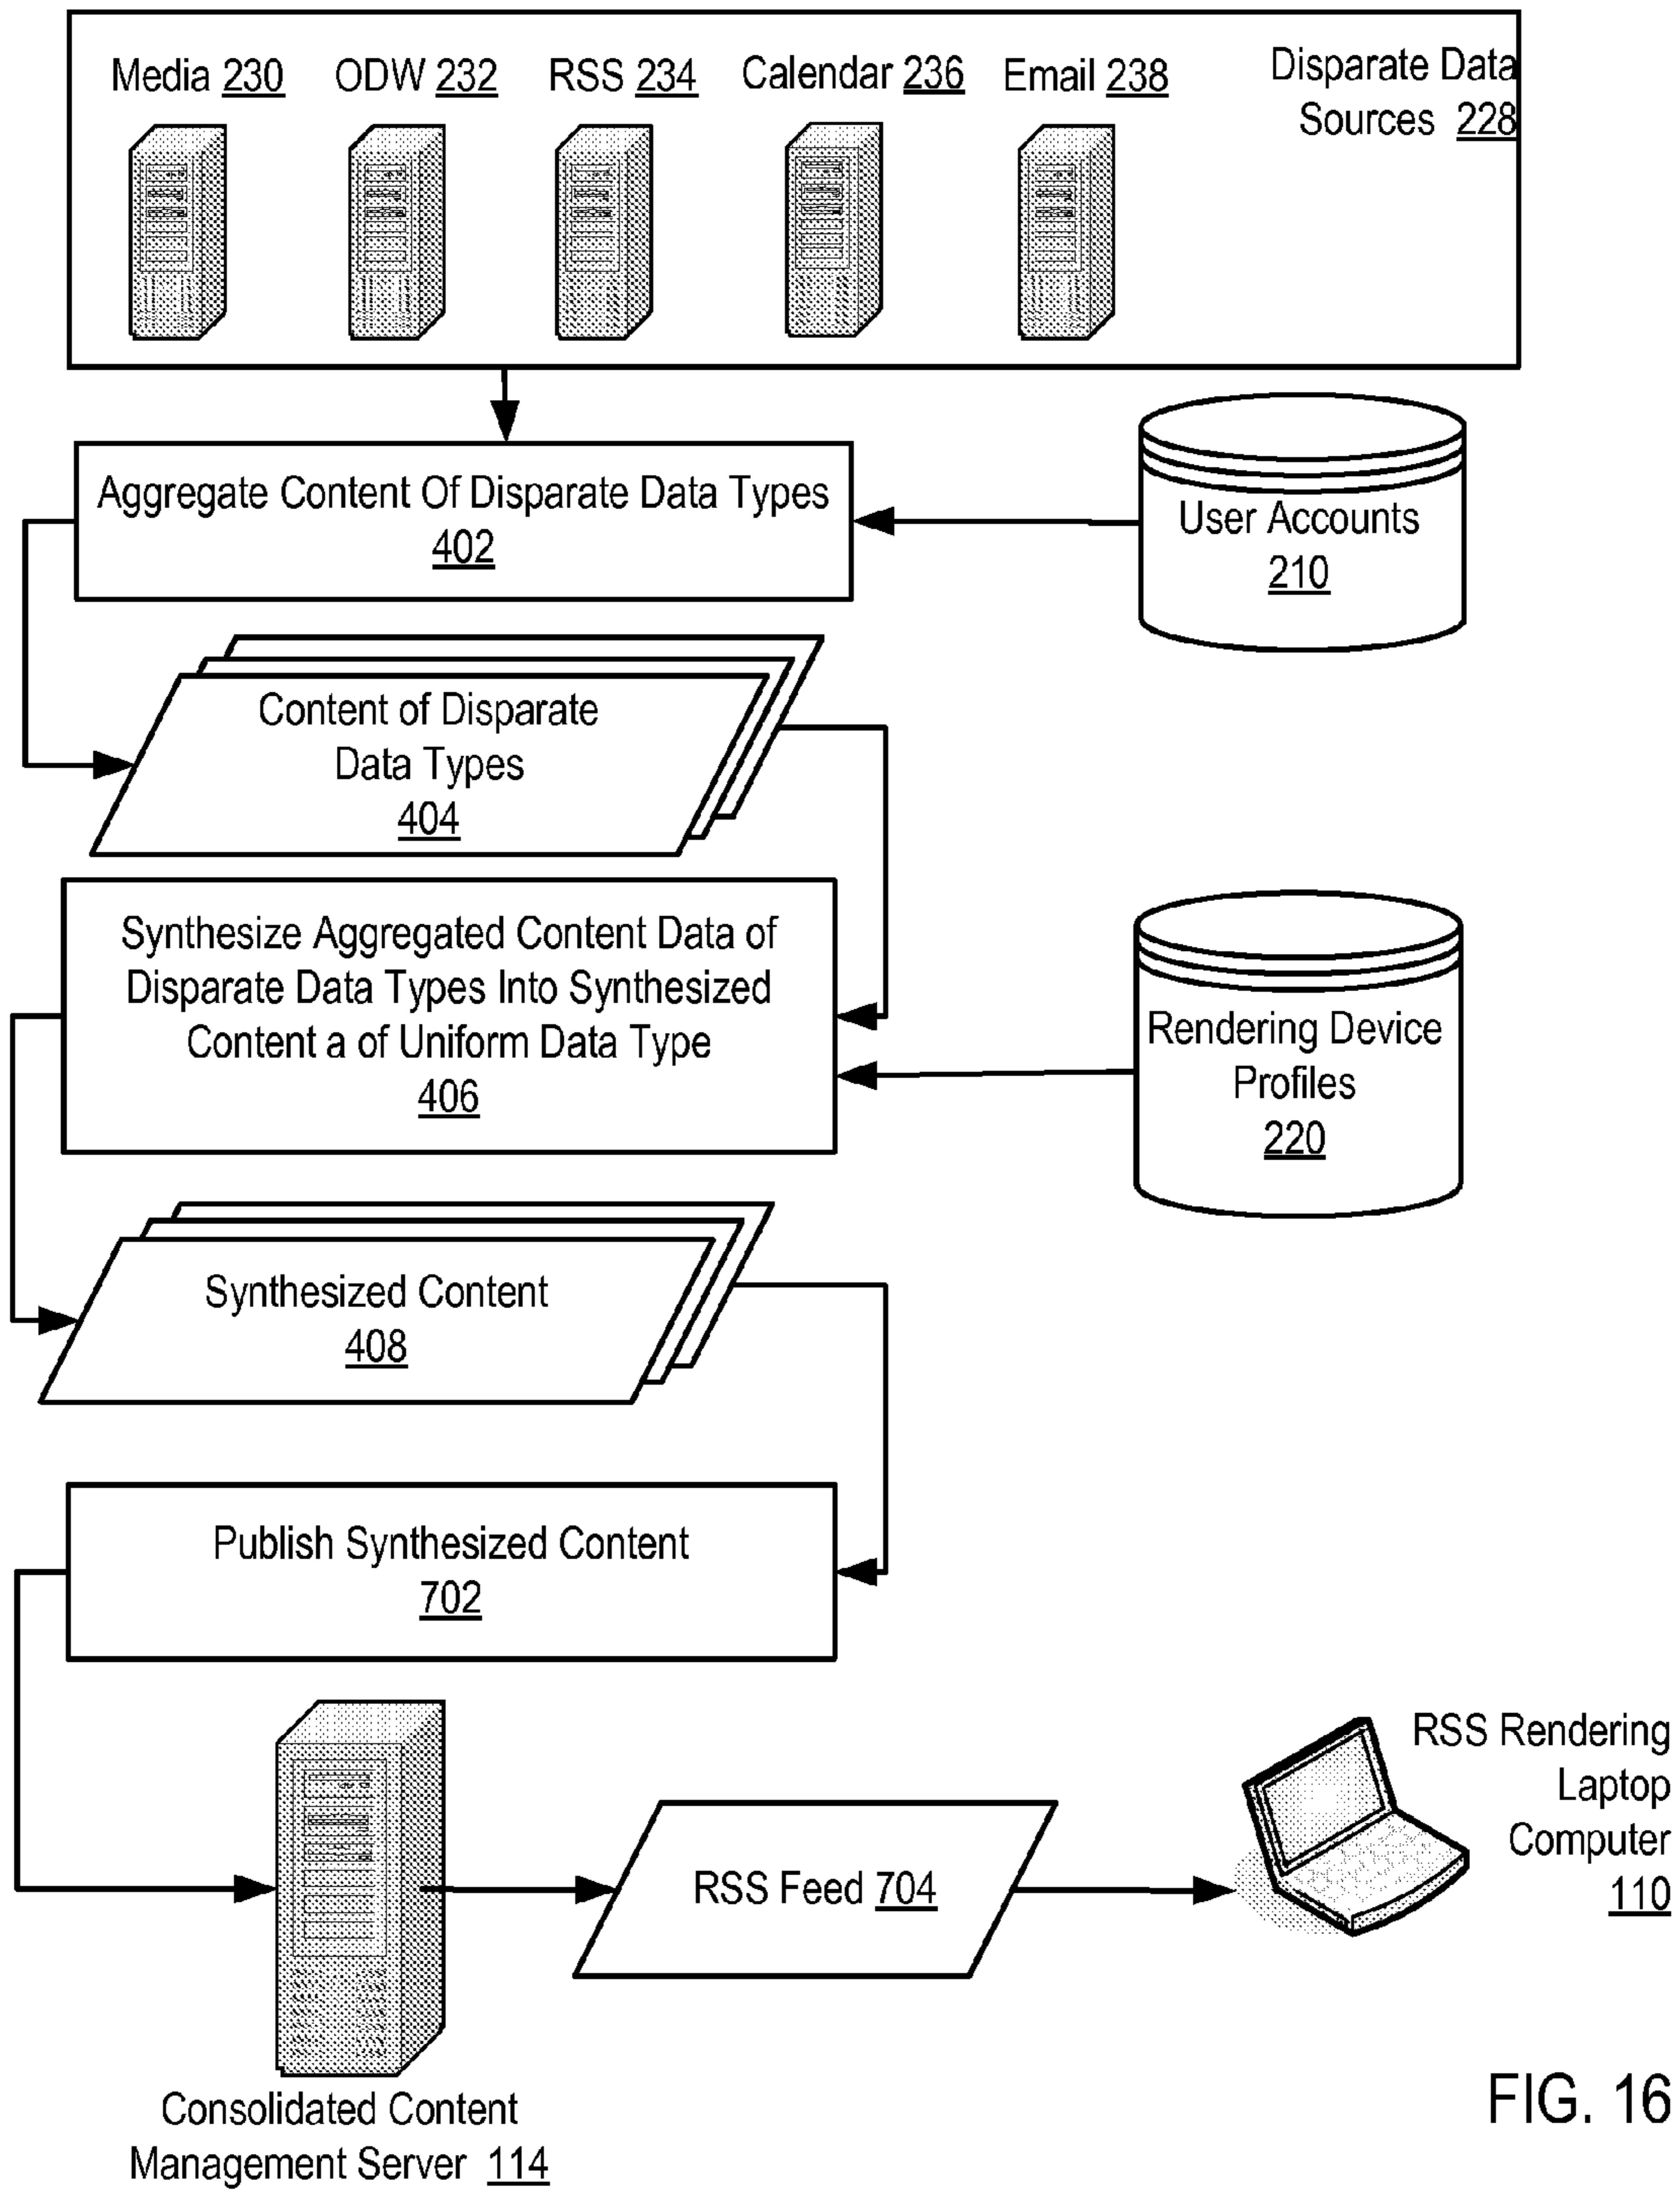 Media 230 ODW 232 RSS 234 Calendar 236 Email 238
Disparate Data
Sources 228
Aggregate Content Of Disparate Data Types
402
User Accounts
210
Content of Disparate
Data Types
404
Synthesize Aggregated Content Data of
Disparate Data Types Into Synthesized
Content a of Uniform Data Type
406
Rendering Device
Profiles
220
Synthesized Content
408
Publish Synthesized Content
702
RSS Rendering
Laptop
Computer
110
RSS Feed 704
Consolidated Content
Management Server 114
FIG. 16